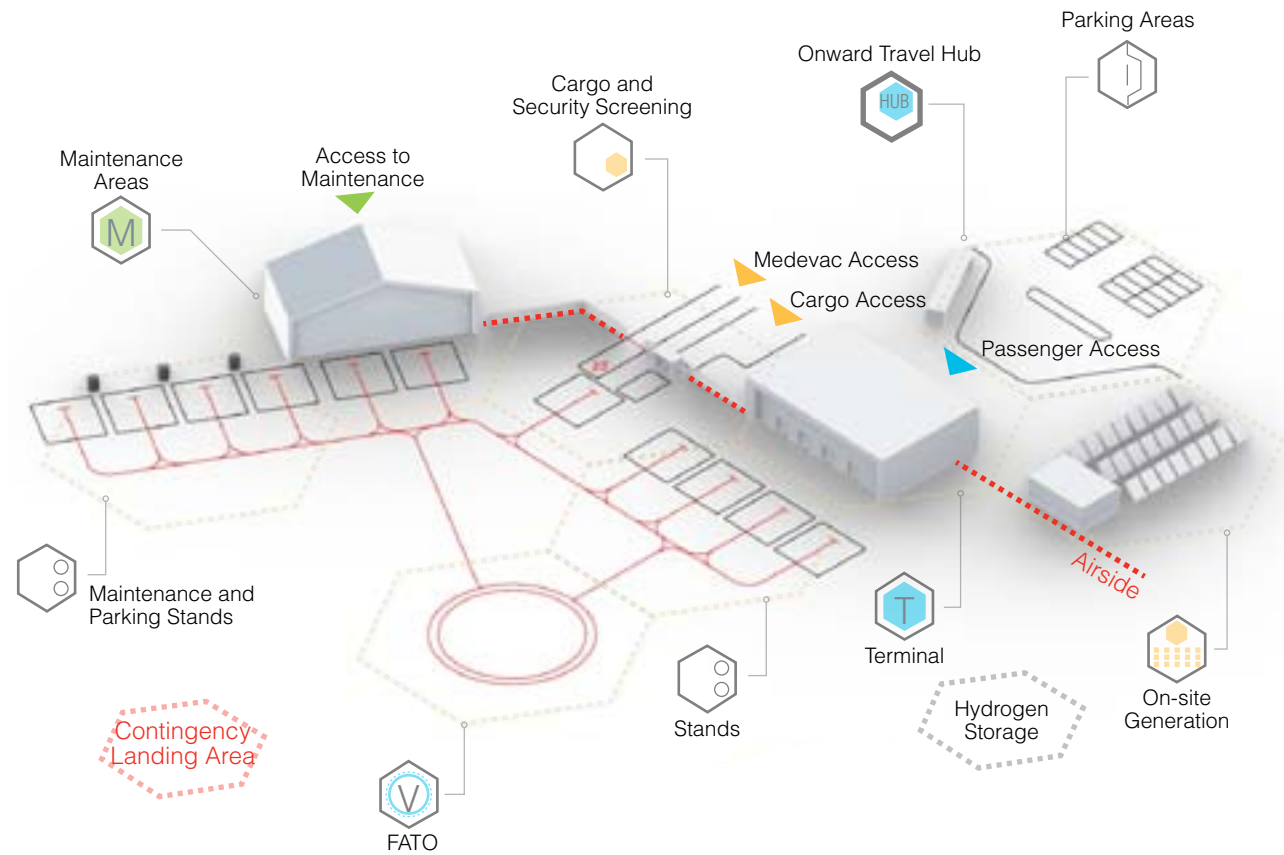 Parking Areas
Onward Travel Hub
HUB
Cargo and
Security Screening
Maintenance
Areas
M
Access to
Maintenance
Medevac Access
Cargo Access
Passenger Access
Airside
Maintenance and
Parking Stands
T
Terminal
Stands
Hydrogen
Storage
On-site
Generation
Contingency
Landing Area
V
FATO